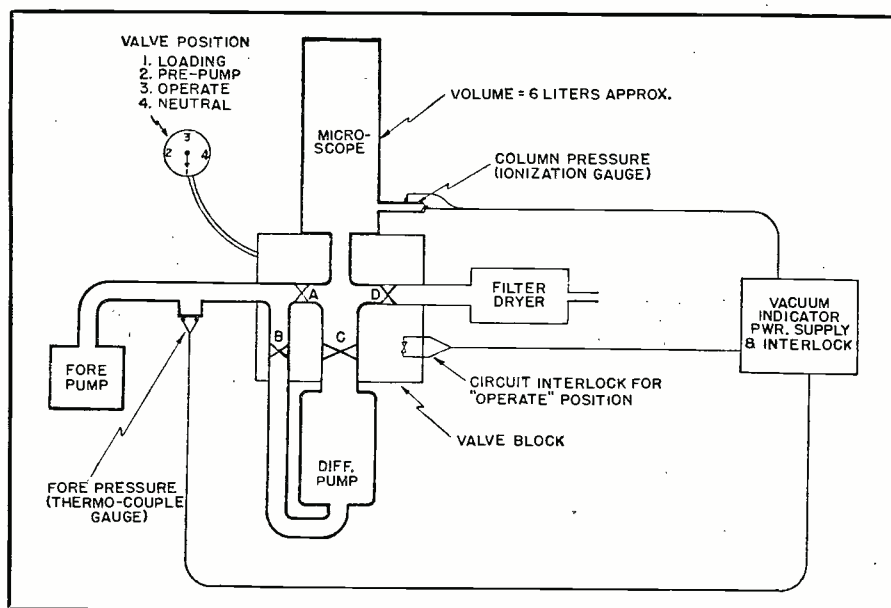 VALVE POSITION
1. LOADING
2. PRE-PUMP
3. OPERATE
4. NEUTRAL
3
2 4
1
MICRO-
SCOPE
VOLUME = 6 LITERS APPROX.
COLUMN PRESSURE
(IONIZATION GAUGE)
A
D
FILTER
DRYER
VACUUM
INDICATOR
PWR. SUPPLY
& INTERLOCK
B
C
FORE
PUMP
CIRCUIT INTERLOCK FOR
"OPERATE" POSITION
VALVE BLOCK
DIFF.
PUMP
FORE PRESSURE
(THERMO-COUPLE
GAUGE)